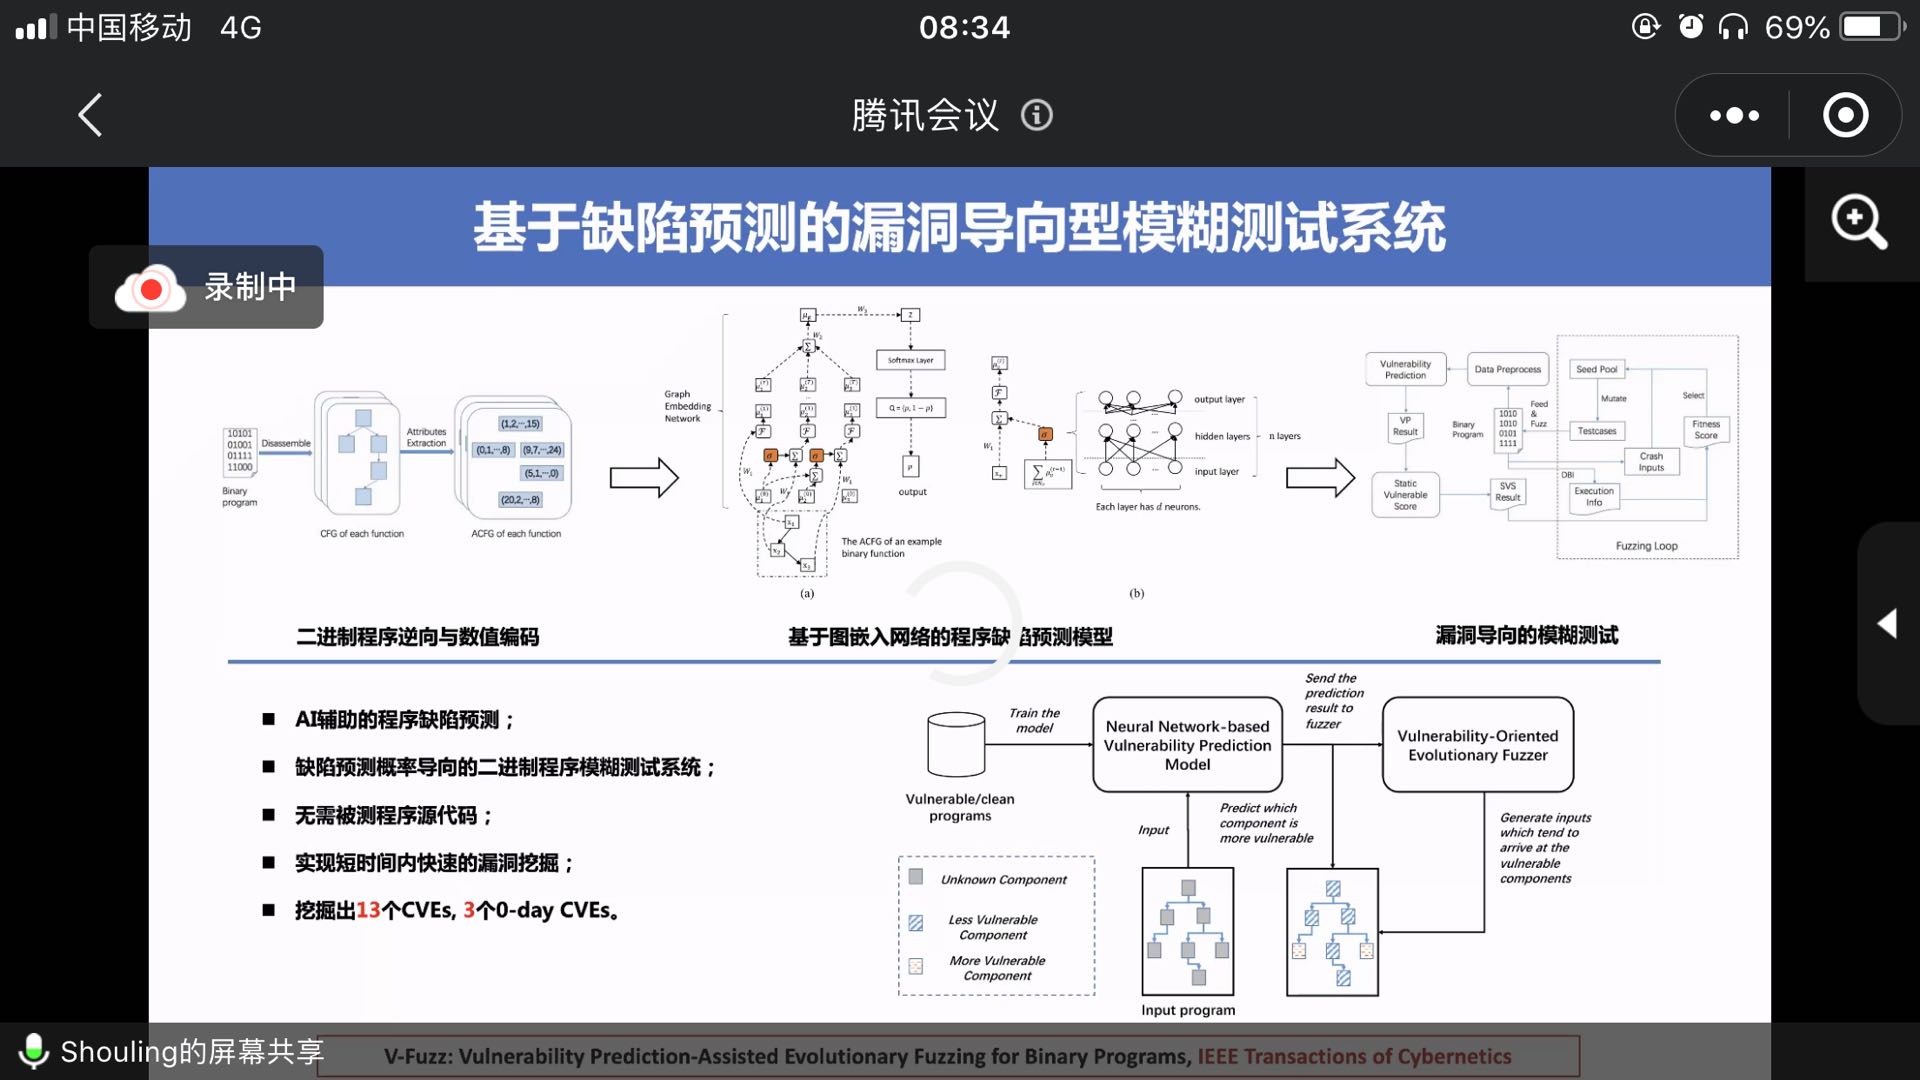 中国移动 4G
08:34
69%
腾讯会议
基于缺陷预测的漏洞导向型模糊测试系统
录制中
10101
01001
01111
11000
Binary
program
Disassemble
CFG of each function
Attributes
Extraction
(1,2,···,15)
(0,1,···,8)
(9,7,···,24)
(5,1,···,0)
(20,2,···,8)
ACFG of each function
Graph
Embedding
Network
W₃
z
W₂
Softmax Layer
Q = {p, 1 − p}
p
output
The ACFG of an example
binary function
(a)
output layer
hidden layers
input layer
n layers
Each layer has d neurons.
(b)
Vulnerability
Prediction
Data Preprocess
VP
Result
Binary
Program
1010
1010
0101
1111
Static
Vulnerable
Score
SVS
Result
Seed Pool
Mutate
Feed
&
Fuzz
Testcases
Select
Fitness
Score
Crash
Inputs
DBI
Execution
Info
Fuzzing Loop
二进制程序逆向与数值编码
基于图嵌入网络的程序缺陷预测模型
漏洞导向的模糊测试
■ AI辅助的程序缺陷预测；
■ 缺陷预测概率导向的二进制程序模糊测试系统；
■ 无需被测程序源代码；
■ 实现短时间内快速的漏洞挖掘；
■ 挖掘出13个CVEs, 3个0-day CVEs。
Vulnerable/clean
programs
Train the
model
Neural Network-based
Vulnerability Prediction
Model
Send the
prediction
result to
fuzzer
Vulnerability-Oriented
Evolutionary Fuzzer
Input
Predict which
component is
more vulnerable
Generate inputs
which tend to
arrive at the
vulnerable
components
Unknown Component
Less Vulnerable
Component
More Vulnerable
Component
Input program
Shouling的屏幕共享
V-Fuzz: Vulnerability Prediction-Assisted Evolutionary Fuzzing for Binary Programs, IEEE Transactions of Cybernetics